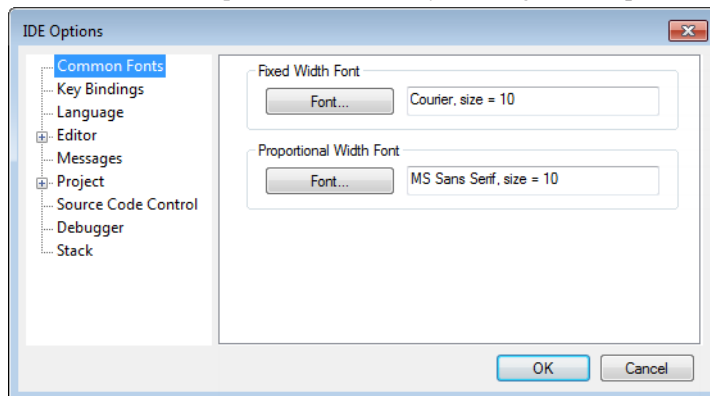 IDE Options
Common Fonts
Key Bindings
Language
Editor
Messages
Project
Source Code Control
Debugger
Stack
Fixed Width Font
Font...
Courier, size = 10
Proportional Width Font
Font...
MS Sans Serif, size = 10
OK
Cancel